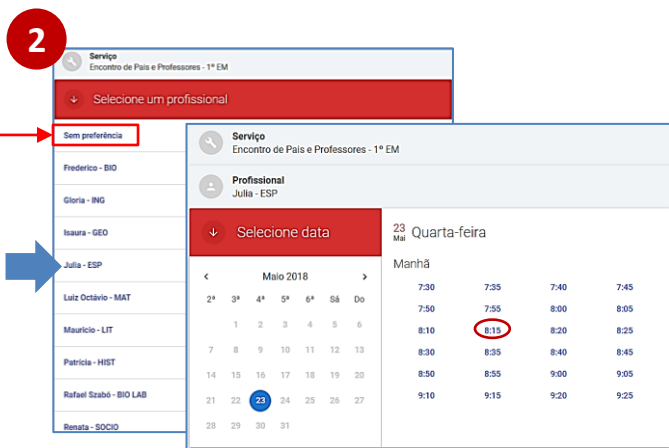 2
Serviço
Encontro de Pais e Professores - 1º EM
Selecione um profissional
Sem preferência
Frederico - BIO
Gloria - ING
Isaura - GEO
Julia - ESP
Luiz Octávio - MAT
Mauricio - LIT
Patrícia - HIST
Rafael Szabó - BIO LAB
Renata - SOCIO
Serviço
Encontro de Pais e Professores - 1º EM
Profissional
Julia - ESP
Selecione data
Maio 2018
2ª 3ª 4ª 5ª 6ª Sá Do
1 2 3 4 5 6
7 8 9 10 11 12 13
14 15 16 17 18 19 20
21 22 23 24 25 26 27
28 29 30 31
23 Quarta-feira
Mai
Manhã
7:30 7:35 7:40 7:45
7:50 7:55 8:00 8:05
8:10 8:15 8:20 8:25
8:30 8:35 8:40 8:45
8:50 8:55 9:00 9:05
9:10 9:15 9:20 9:25